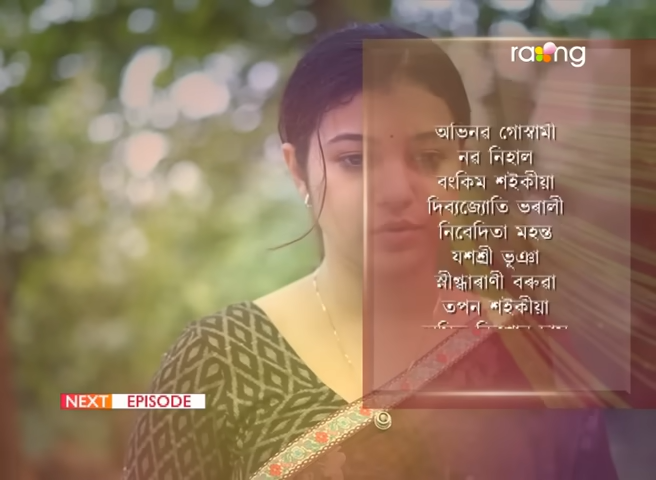 rang
অভিনৱ গোস্বামী
নৱ নিহাল
বংকিম শইকীয়া
দিব্যজ্যোতি ভৰালী
নিবেদিতা মহন্ত
যশশ্ৰী ভূঞা
স্নীগ্ধাৰাণী বৰুৱা
তপন শইকীয়া
NEXT EPISODE